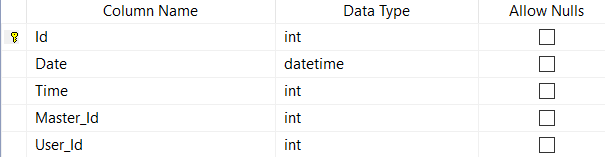 Column Name Data Type Allow Nulls
Id int
Date datetime
Time int
Master_Id int
User_Id int